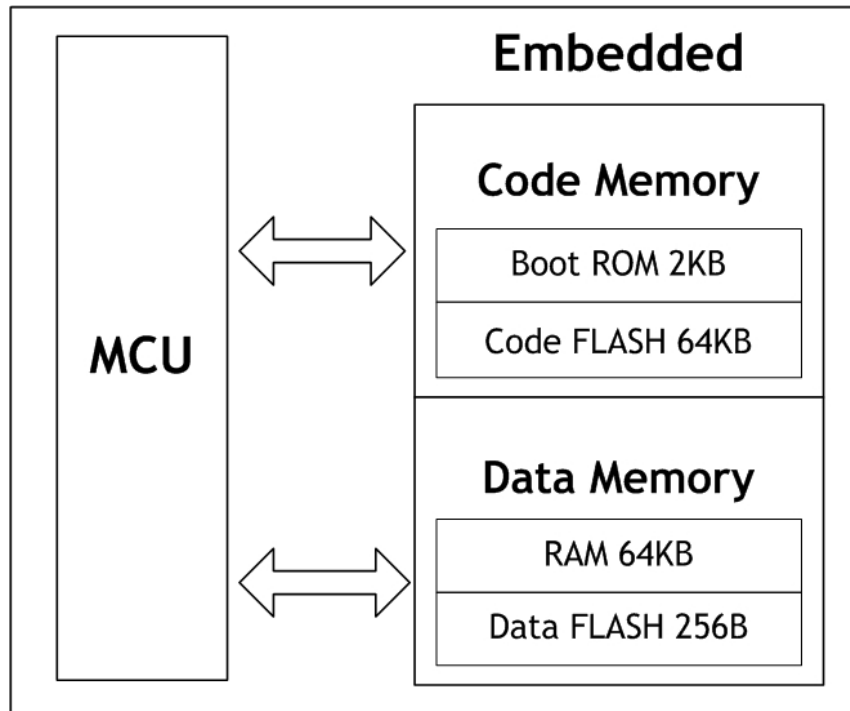 Embedded
MCU
Code Memory
Boot ROM 2KB
Code FLASH 64KB
Data Memory
RAM 64KB
Data FLASH 256B